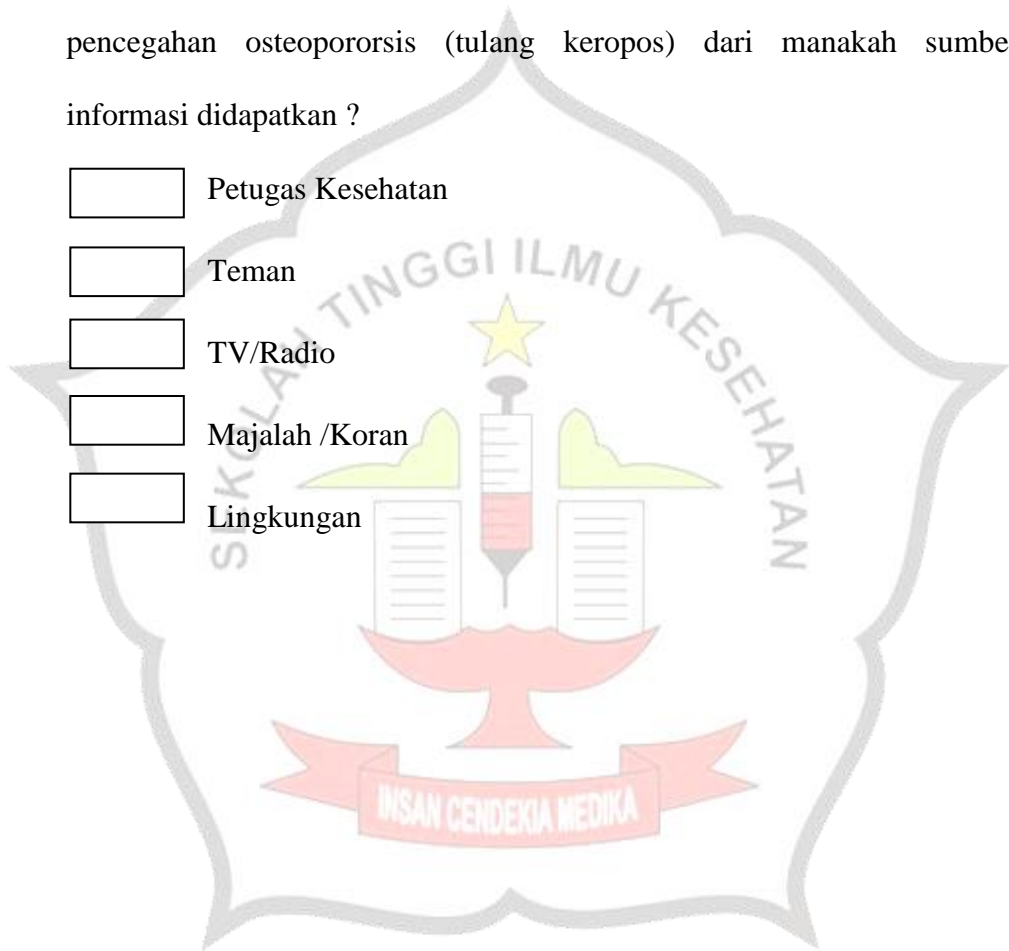 pencegahan osteopororsis (tulang keropos) dari manakah sumbe
informasi didapatkan ?
Petugas Kesehatan
Teman
TV/Radio
Majalah /Koran
Lingkungan
SEKOLAH TINGGI ILMU KESEHATAN
INSAN CENDEKIA MEDIKA